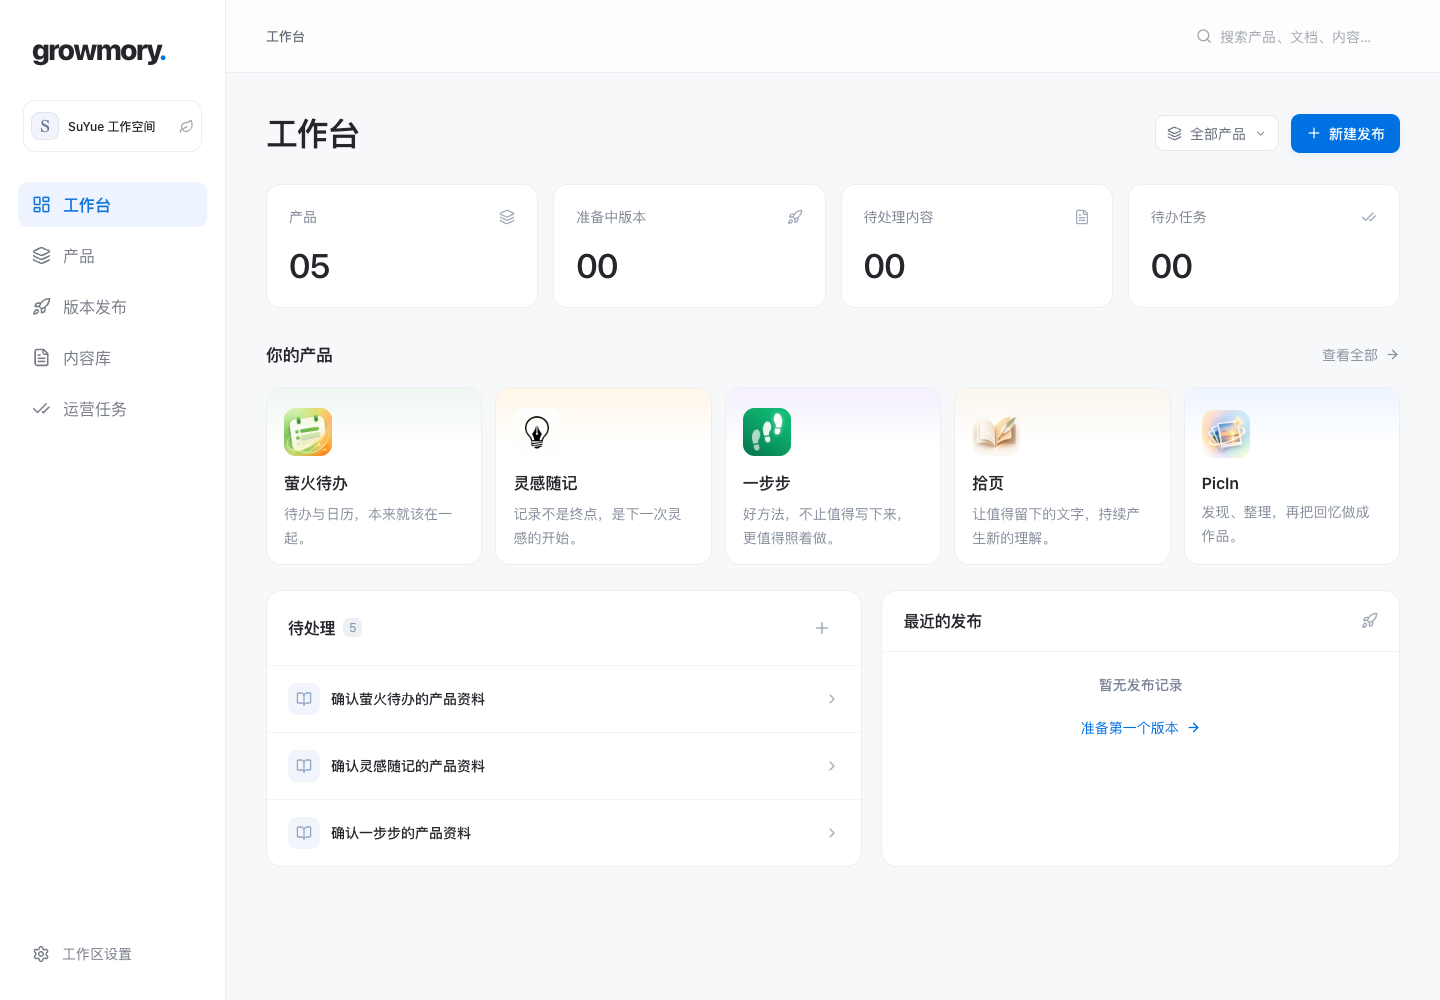 growmory.
工作台
搜索产品、文档、内容...
S
SuYue 工作空间
工作台
产品
版本发布
内容库
运营任务
工作区设置
工作台
全部产品
新建发布
产品
05
准备中版本
00
待处理内容
00
待办任务
00
你的产品
查看全部
萤火待办
待办与日历，本来就该在一
起。
灵感随记
记录不是终点，是下一次灵
感的开始。
一步步
好方法，不止值得写下来，
更值得照着做。
拾页
让值得留下的文字，持续产
生新的理解。
PicIn
发现、整理，再把回忆做成
作品。
待处理 5
确认萤火待办的产品资料
确认灵感随记的产品资料
确认一步步的产品资料
最近的发布
暂无发布记录
准备第一个版本